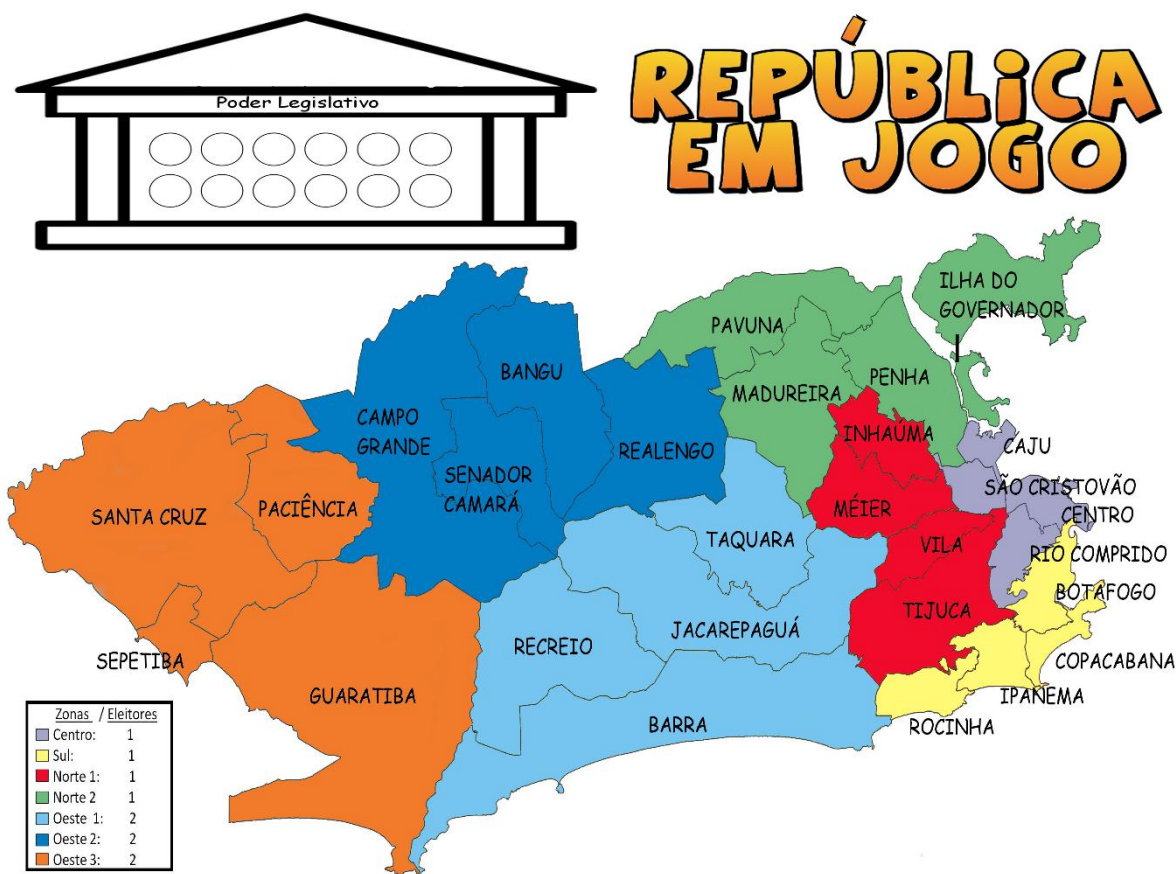 Poder Legislativo
REPÚBLiCA
EM JOGO
ILHA DO
GOVERNADOR
PAVUNA
BANGU
MADUREIRA
PENHA
CAMPO
GRANDE
REALENGO
INHAÚMA
CAJU
SENADOR
CAMARÁ
SÃO CRISTOVÃO
SANTA CRUZ
PACIÊNCIA
MÉIER
CENTRO
TAQUARA
VILA
RIO COMPRIDO
BOTAFOGO
TIJUCA
JACAREPAGUÁ
RECREIO
SEPETIBA
COPACABANA
GUARATIBA
IPANEMA
BARRA
ROCINHA
Zonas / Eleitores
Centro: 1
Sul: 1
Norte 1: 1
Norte 2 1
Oeste 1: 2
Oeste 2: 2
Oeste 3: 2